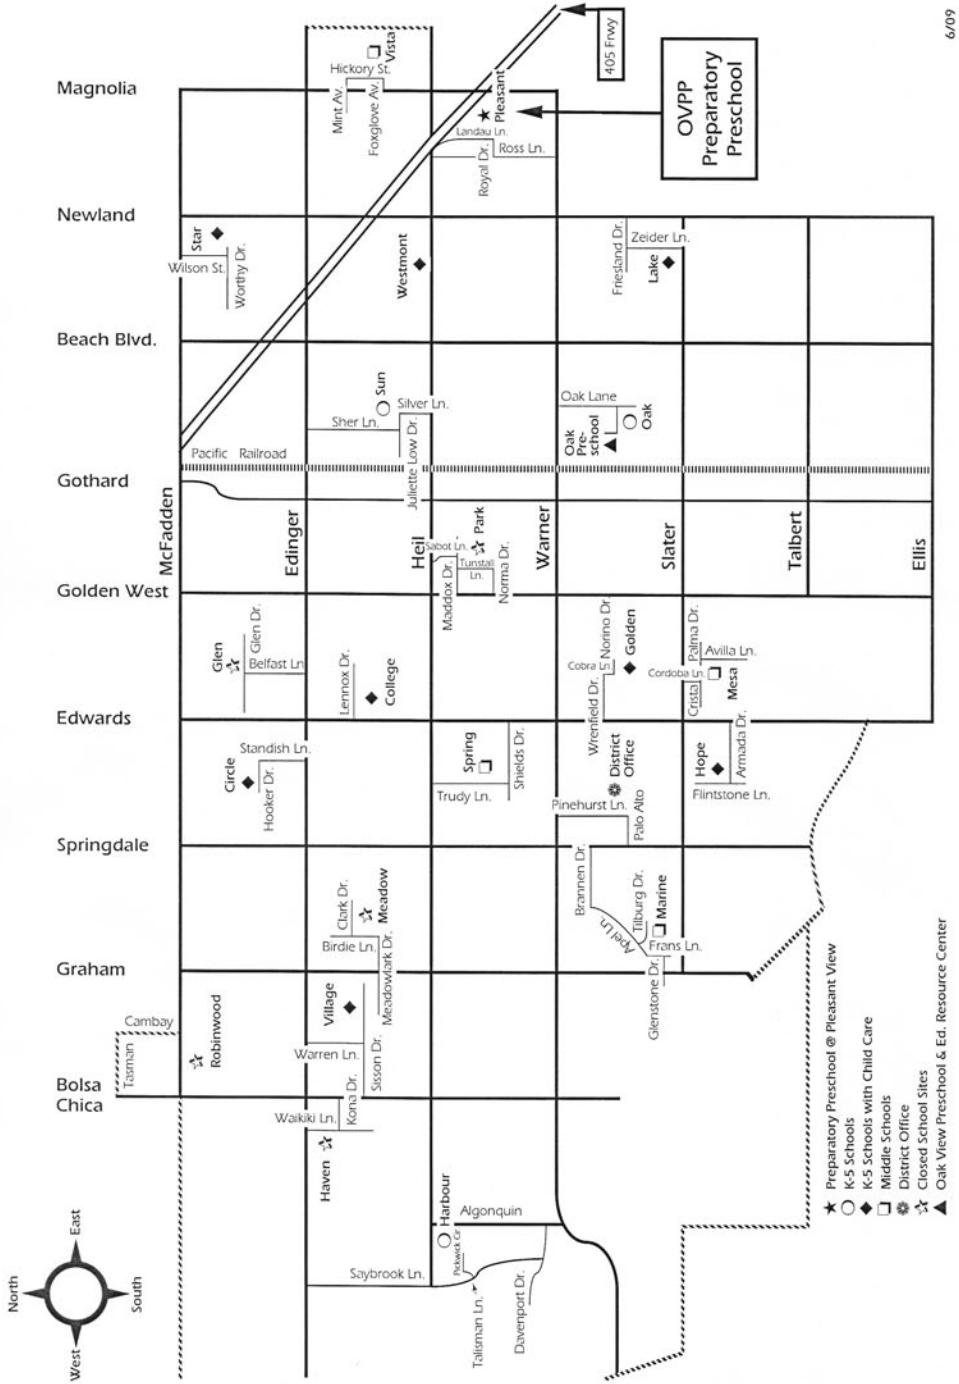 6/09
405 Frwy
OVPP
Preparatory
Preschool
Magnolia
Newland
Beach Blvd.
Gothard
Golden West
Edwards
Springdale
Graham
Bolsa
Chica
McFadden
Edinger
Heil
Warner
Slater
Talbert
Ellis
Hickory St.
Vista
Mint Av.
Foxglove Av.
Pleasant
Landau Ln.
Royal Dr.
Ross Ln.
Star
Wilson St.
Worthy Dr.
Westmont
Friesland Dr.
Zeider Ln.
Lake
Sun
Sher Ln.
Silver Ln.
Juliette Low Dr.
Oak Lane
Oak
Pre-
school
Oak
Pacific Railroad
Sabot Ln.
Park
Maddox Dr.
Tunstall
Ln.
Norma Dr.
Glen
Glen Dr.
Belfast Ln
Lennox Dr.
College
Cobra Ln.
Norino Dr.
Golden
Wrenfield Dr.
Palma Dr.
Avilla Ln.
Cordoba Ln.
Crista
Mesa
Circle
Standish Ln.
Hooker Dr.
Spring
Trudy Ln.
Shields Dr.
District
Office
Pinehurst Ln.
Palo Alto
Hope
Armada Dr.
Flintstone Ln.
Clark Dr.
Meadow
Birdie Ln.
Meadowlark Dr.
Brannen Dr.
Apel Ln.
Tilburg Dr.
Marine
Frans Ln.
Glenstone Dr.
Cambay
Tasman
Robinwood
Village
Warren Ln.
Sisson Dr.
Waikiki Ln.
Kona Dr.
Haven
Harbour
Algonquin
Pickwick Cir
Saybrook Ln.
Talisman Ln.
Davenport Dr.
North
East
South
West
Preparatory Preschool @ Pleasant View
K-5 Schools
K-5 Schools with Child Care
Middle Schools
District Office
Closed School Sites
Oak View Preschool & Ed. Resource Center